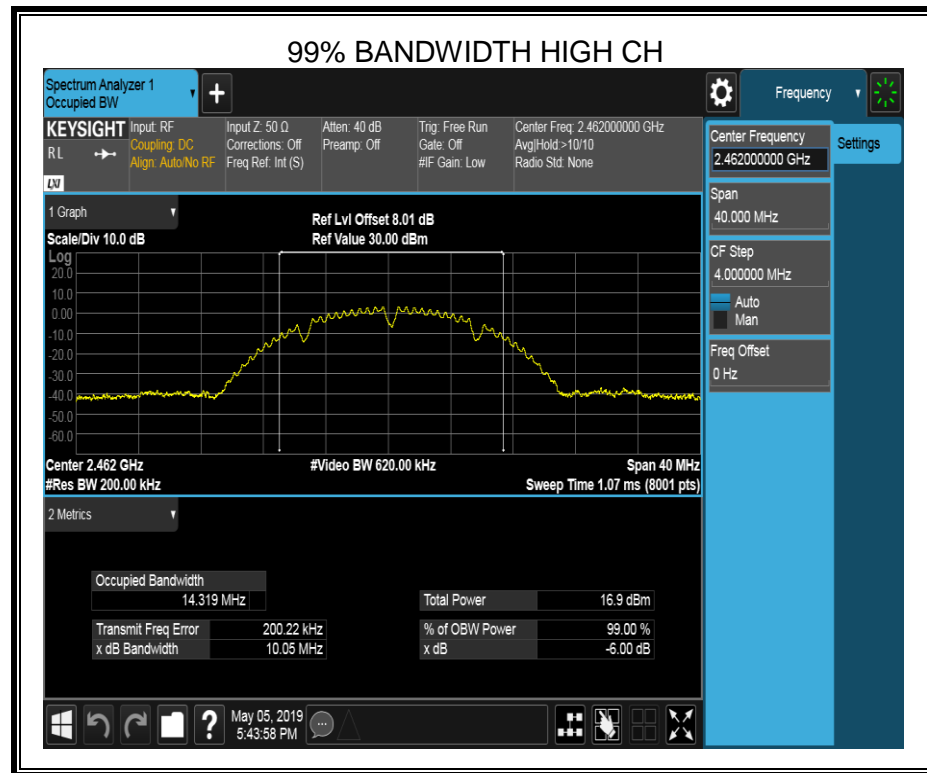 99% BANDWIDTH HIGH CH
Spectrum Analyzer 1
Occupied BW
+
Frequency
KEYSIGHT
RL
LXI
Input: RF
Coupling: DC
Align: Auto/No RF
Input Z: 50 Ω
Corrections: Off
Freq Ref: Int (S)
Atten: 40 dB
Preamp: Off
Trig: Free Run
Gate: Off
#IF Gain: Low
Center Freq: 2.462000000 GHz
Avg|Hold:>10/10
Radio Std: None
Center Frequency
2.462000000 GHz
Settings
Span
40.000 MHz
CF Step
4.000000 MHz
Auto
Man
Freq Offset
0 Hz
1 Graph
Scale/Div 10.0 dB
Ref Lvl Offset 8.01 dB
Ref Value 30.00 dBm
Log
20.0
10.0
0.00
-10.0
-20.0
-30.0
-40.0
-50.0
-60.0
Center 2.462 GHz
#Video BW 620.00 kHz
Span 40 MHz
#Res BW 200.00 kHz
Sweep Time 1.07 ms (8001 pts)
2 Metrics
Occupied Bandwidth
14.319 MHz
Total Power 16.9 dBm
Transmit Freq Error 200.22 kHz
% of OBW Power 99.00 %
x dB Bandwidth 10.05 MHz
x dB -6.00 dB
?
May 05, 2019
5:43:58 PM